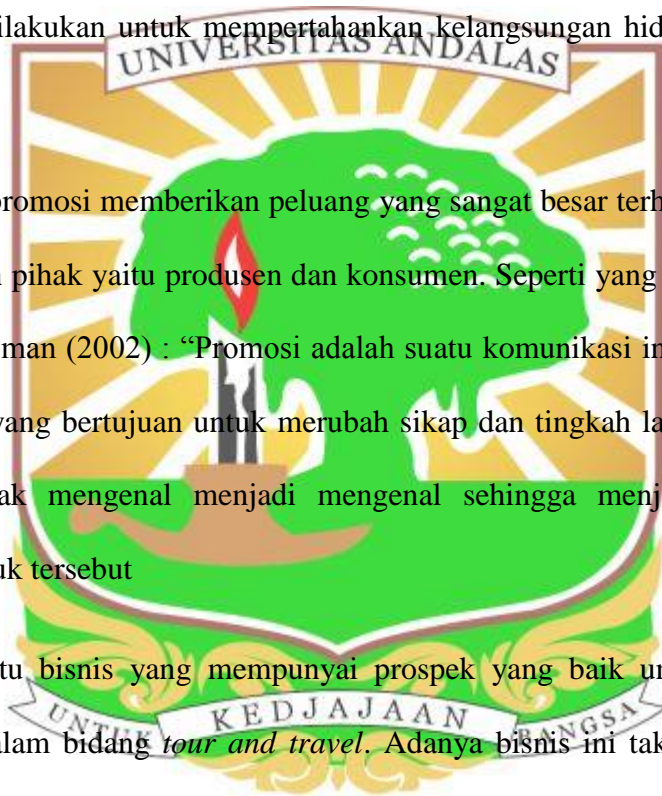 ilakukan untuk mempertahankan kelangsungan hid
UNIVERSITAS ANDALAS
promosi memberikan peluang yang sangat besar terh
pihak yaitu produsen dan konsumen. Seperti yang
man (2002) : “Promosi adalah suatu komunikasi in
yang bertujuan untuk merubah sikap dan tingkah la
ak mengenal menjadi mengenal sehingga menj
uk tersebut
tu bisnis yang mempunyai prospek yang baik un
UNTUK KEDJAJAAN BANGSA
alam bidang tour and travel. Adanya bisnis ini tak